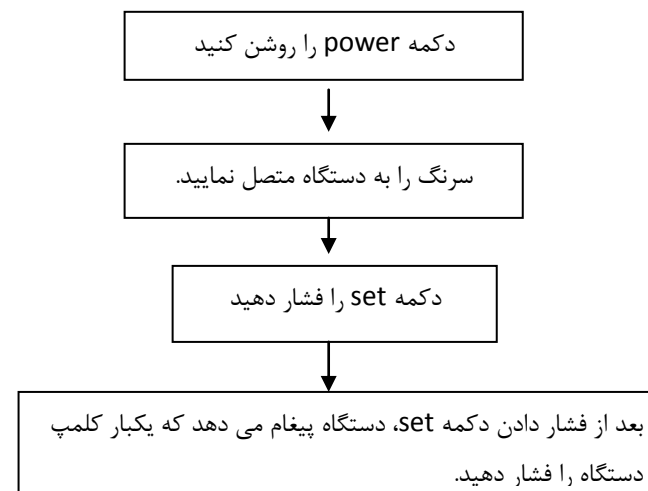 دکمه power را روشن کنید
سرنگ را به دستگاه متصل نمایید.
دکمه set را فشار دهید
بعد از فشار دادن دکمه set، دستگاه پیغام می دهد که یکبار کلمپ
دستگاه را فشار دهید.